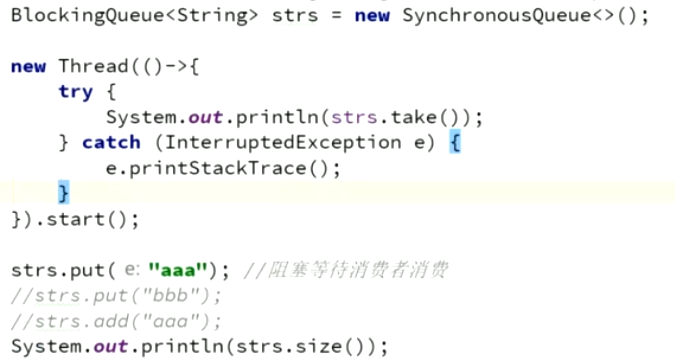 BlockingQueue<String> strs = new SynchronousQueue<>();
new Thread(()->{
try {
System.out.println(strs.take());
} catch (InterruptedException e) {
e.printStackTrace();
}
}).start();
strs.put( e: "aaa"); //阻塞等待消费者消费
//strs.put("bbb");
//strs.add("aaa");
System.out.println(strs.size());